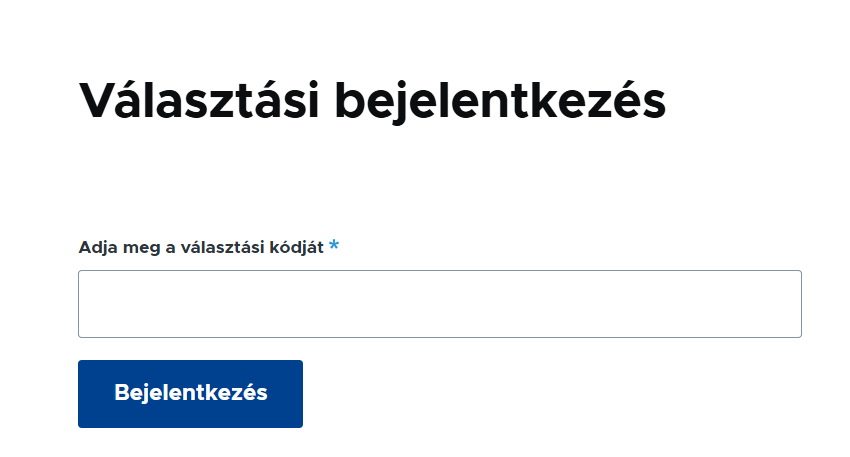 Választási bejelentkezés
Adja meg a választási kódját *
Bejelentkezés